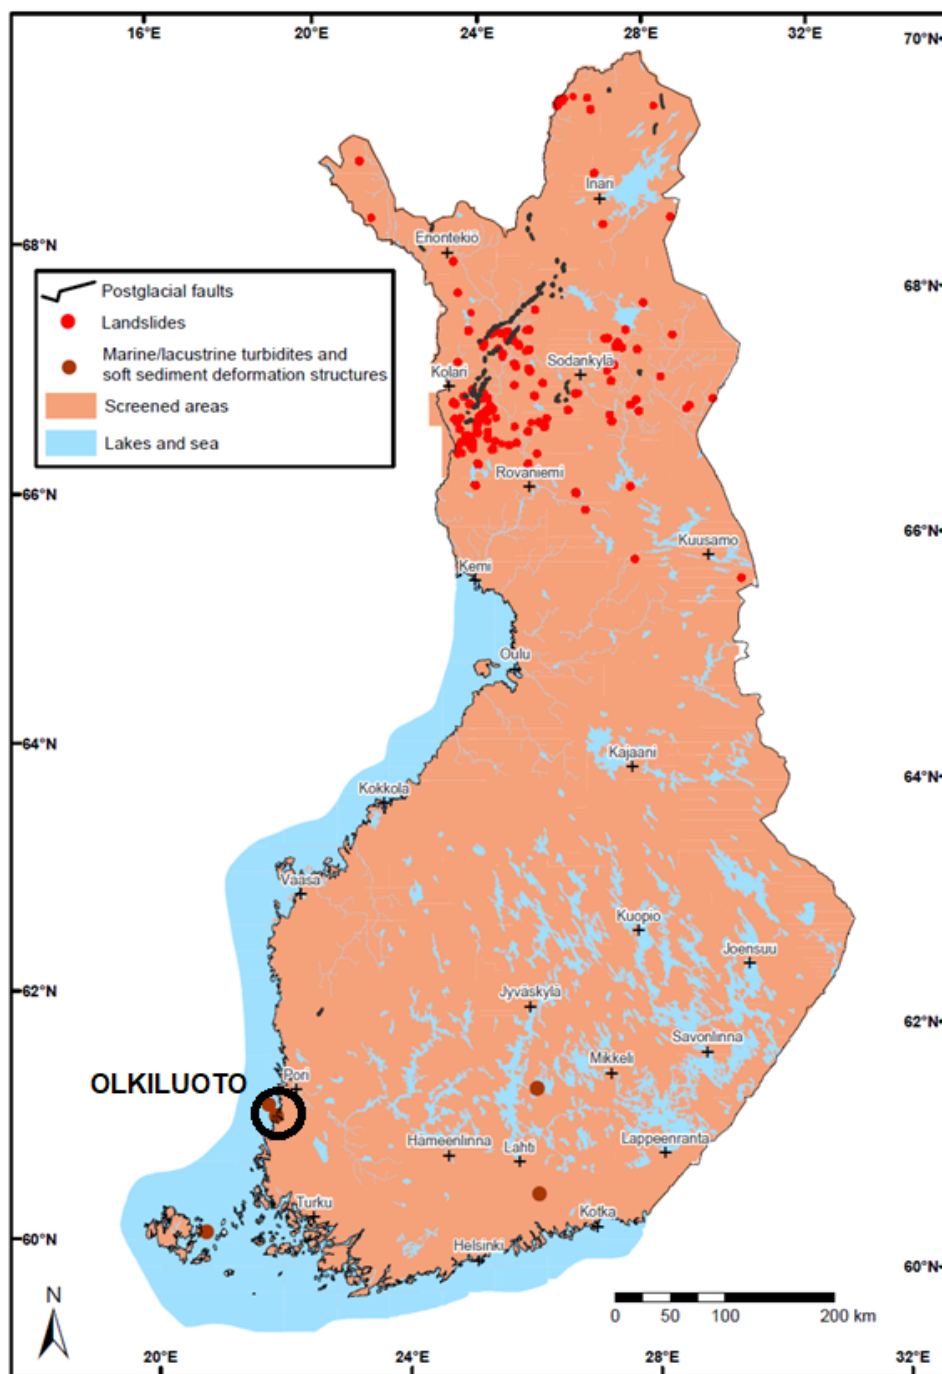 16°E 20°E 24°E 28°E 32°E
70°N
Inari
Enontekiö
68°N
68°N
Postglacial faults
Landslides
Marine/lacustrine turbidites and
soft sediment deformation structures
Screened areas
Lakes and sea
Kolari
Sodankylä
Rovaniemi
66°N
66°N
Kuusamo
Kemi
Oulu
64°N
Kajaani
64°N
Kokkola
Vaasa
Kuopio
Joensuu
62°N
Jyväskylä
62°N
Savonlinna
Mikkeli
OLKILUOTO
Pori
Hämeenlinna
Lahti
Lappeenranta
Turku
Kotka
60°N
Helsinki
60°N
N
0 50 100 200 km
20°E 24°E 28°E 32°E